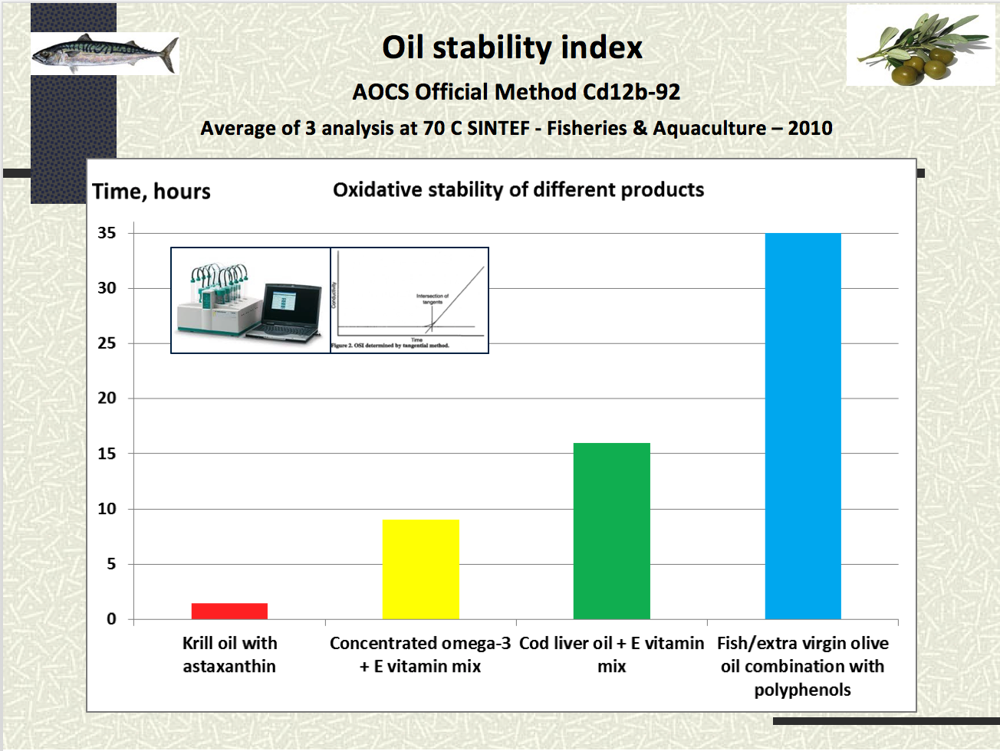 Oil stability index
AOCS Official Method Cd12b-92
Average of 3 analysis at 70 C SINTEF - Fisheries & Aquaculture – 2010
Time, hours
Oxidative stability of different products
35
30
25
20
15
10
5
0
Conductivity
Intersection of
tangents
Time
Figure 2. OSI determined by tangential method.
Krill oil with
astaxanthin
Concentrated omega-3
+ E vitamin mix
Cod liver oil + E vitamin
mix
Fish/extra virgin olive
oil combination with
polyphenols